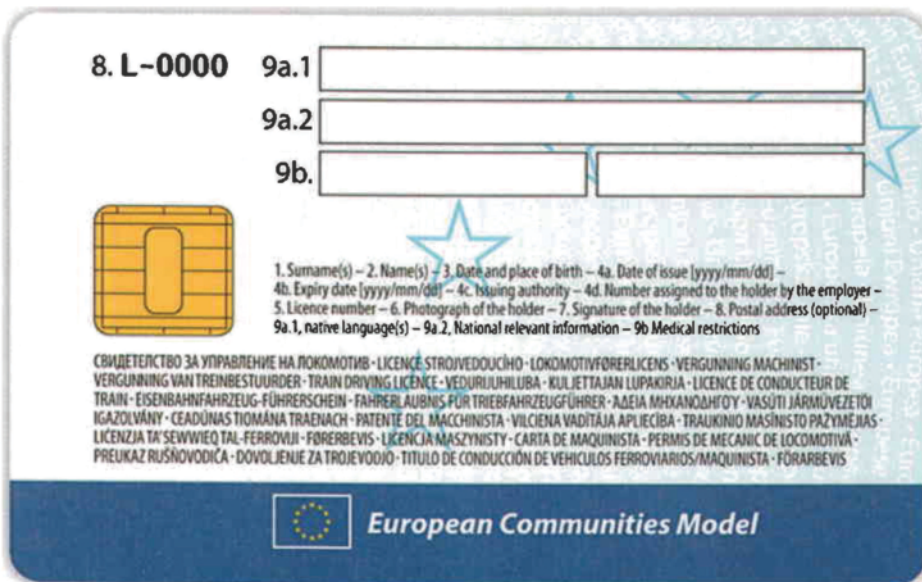 8. L-0000
9a.1
9a.2
9b.
1. Surname(s) – 2. Name(s) – 3. Date and place of birth – 4a. Date of issue [yyyy/mm/dd] –
4b. Expiry date [yyyy/mm/dd] – 4c. Issuing authority – 4d. Number assigned to the holder by the employer –
5. Licence number – 6. Photograph of the holder – 7. Signature of the holder – 8. Postal address (optional) –
9a.1, native language(s) – 9a.2, National relevant information – 9b Medical restrictions
СВИДЕТЕЛСТВО ЗА УПРАВЛЕНИЕ НА ЛОКОМОТИВ · LICENCE STROJVEDOUCÍHO · LOKOMOTIVFØRERLICENS · VERGUNNING MACHINIST ·
VERGUNNING VAN TREINBESTUURDER · TRAIN DRIVING LICENCE · VEDURIJUHILUBA · KULJETTAJAN LUPAKIRJA · LICENCE DE CONDUCTEUR DE
TRAIN · EISENBAHNFAHRZEUG-FÜHRERSCHEIN · FAHRERLAUBNIS FÜR TRIEBFAHRZEUGFÜHRER · ΑΔΕΙΑ ΜΗΧΑΝΟΔΗΓΟΥ · VASÚTI JÁRMŰVEZETŐI
IGAZOLVÁNY · CEADÚNAS TIOMÁNA TRAENACH · PATENTE DEL MACCHINISTA · VILCIENA VADĪTĀJA APLIECĪBA · TRAUKINIO MAŠINISTO PAŽYMĖJIAS ·
LICENZJA TA' SEWWIEQ TAL-FERROVIJI · FØRERBEVIS · LICENCJA MASZYNISTY · CARTA DE MAQUINISTA · PERMIS DE MECANIC DE LOCOMOTIVĂ ·
PREUKAZ RUŠŇOVODIČA · DOVOLJENJE ZA TROJEVODJO · TITULO DE CONDUCCIÓN DE VEHICULOS FERROVIARIOS/MAQUINISTA · FÖRARBEVIS
European Communities Model